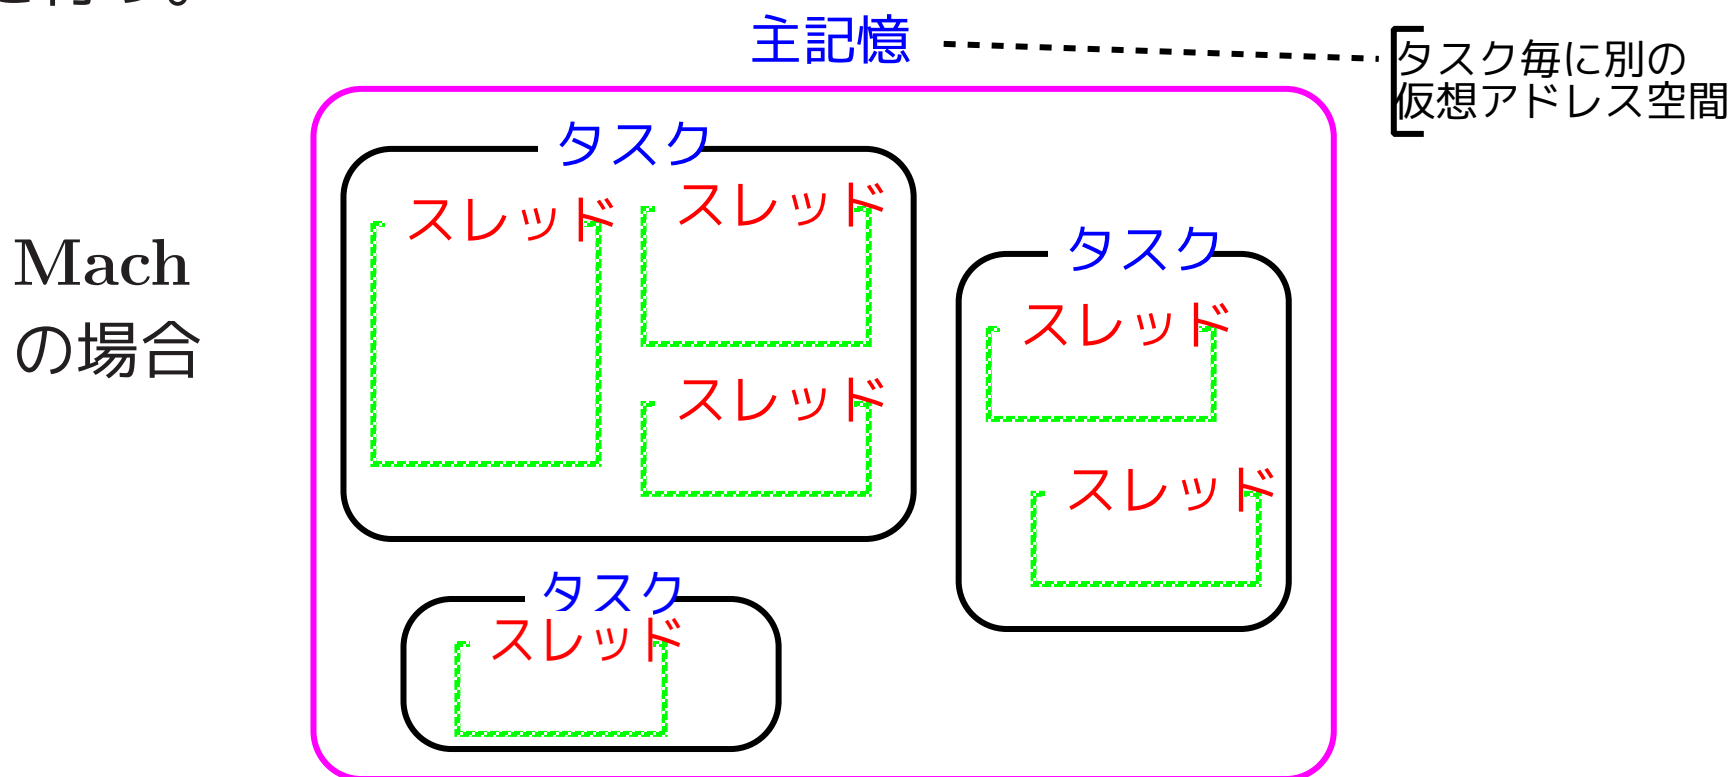 主記憶
タスク毎に別の
仮想アドレス空間
タスク
スレッド
スレッド
スレッド
タスク
スレッド
スレッド
タスク
スレッド
Mach
の場合